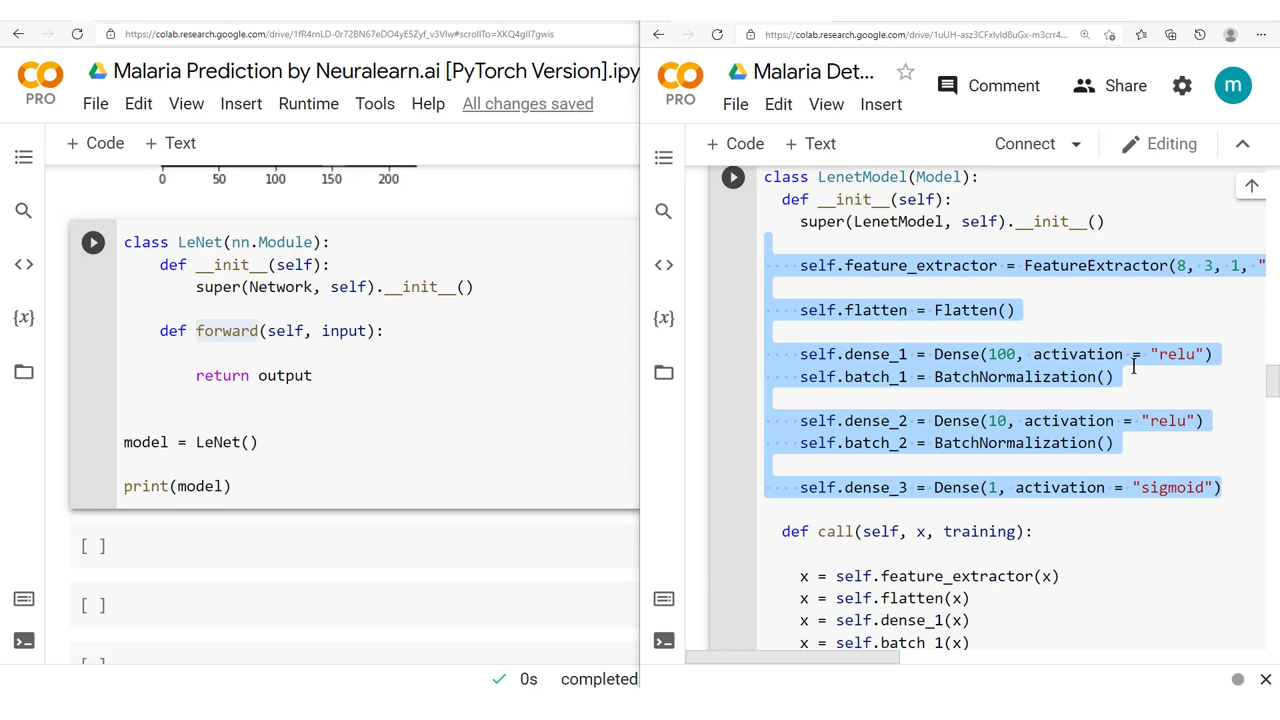 https://colab.research.google.com/drive/1fR4rnLD-0r72BN67eDO4yE5Zyf_v3Vlw#scrollTo=XKQ4gII7gwis
PRO
Malaria Prediction by Neuralearn.ai [PyTorch Version].ipy
File Edit View Insert Runtime Tools Help All changes saved
+ Code + Text
0 50 100 150 200
class LeNet(nn.Module):
def __init__(self):
super(Network, self).__init__()
def forward(self, input):
return output
model = LeNet()
print(model)
[ ]
[ ]
0s completed
https://colab.research.google.com/drive/1uUH-asz3CFxlvld8uGx-m3crr4...
PRO
Malaria Det...
Comment Share m
File Edit View Insert
+ Code + Text Connect Editing
class LenetModel(Model):
def __init__(self):
super(LenetModel, self).__init__()
self.feature_extractor = FeatureExtractor(8, 3, 1, "
self.flatten = Flatten()
self.dense_1 = Dense(100, activation = "relu")
self.batch_1 = BatchNormalization()
self.dense_2 = Dense(10, activation = "relu")
self.batch_2 = BatchNormalization()
self.dense_3 = Dense(1, activation = "sigmoid")
def call(self, x, training):
x = self.feature_extractor(x)
x = self.flatten(x)
x = self.dense_1(x)
x = self.batch_1(x)